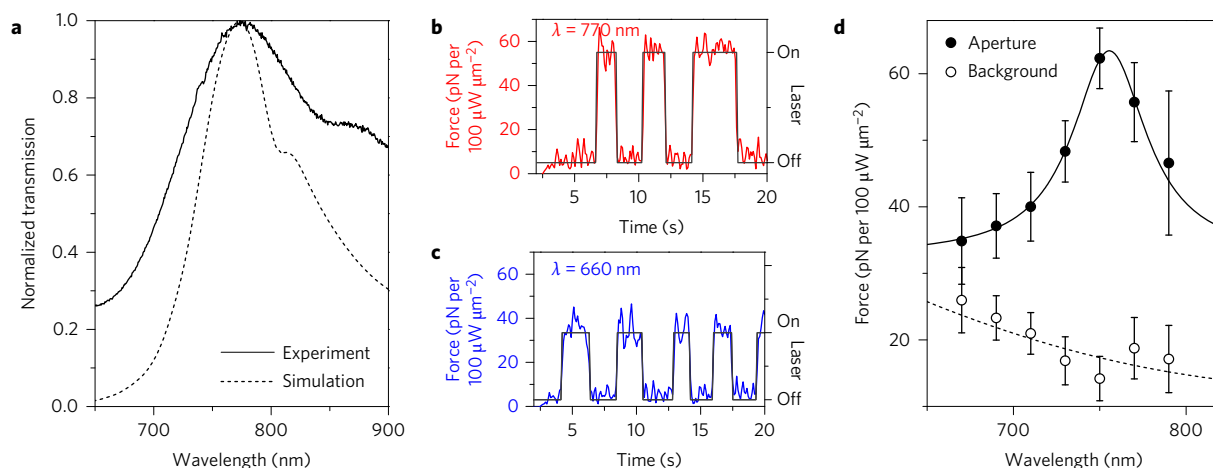 a
Normalized transmission
1.0
0.8
0.6
0.4
0.2
0.0
700
800
900
Wavelength (nm)
Experiment
Simulation
b
λ = 770 nm
Force (pN per
100 μW μm⁻²)
60
40
20
0
5
10
15
20
Time (s)
On
Laser
Off
c
λ = 660 nm
Force (pN per
100 μW μm⁻²)
60
40
20
0
5
10
15
20
Time (s)
On
Laser
Off
d
Aperture
Background
Force (pN per 100 μW μm⁻²)
60
40
20
700
800
Wavelength (nm)